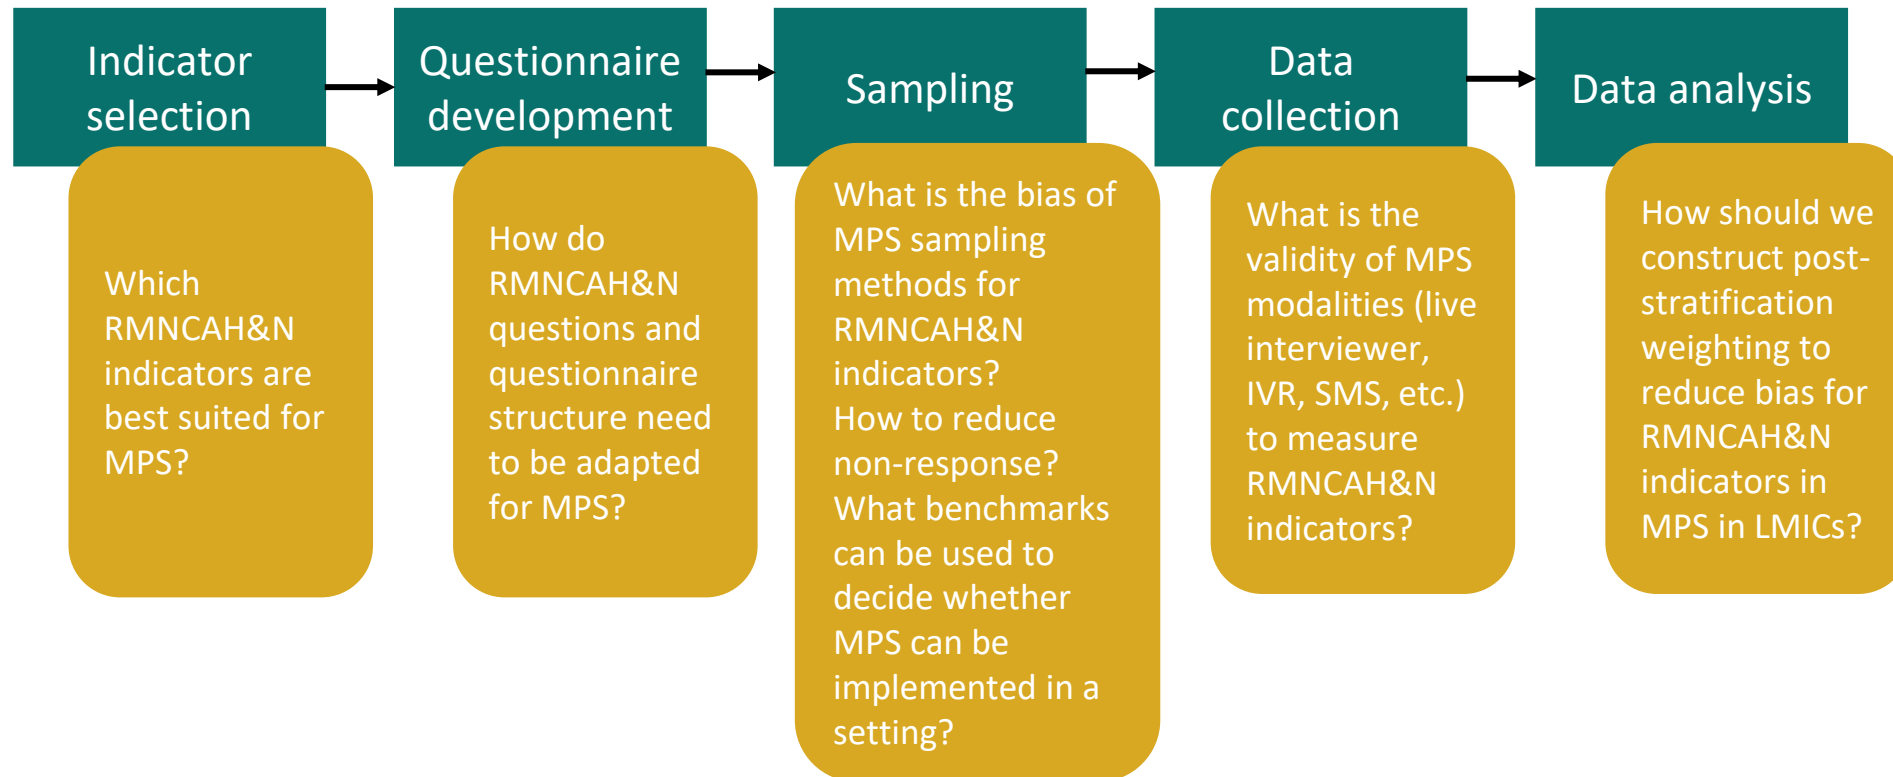 Indicator
selection
Questionnaire
development
Sampling
Data
collection
Data analysis
Which
RMNCAH&N
indicators are
best suited for
MPS?
How do
RMNCAH&N
questions and
questionnaire
structure need
to be adapted
for MPS?
What is the bias of
MPS sampling
methods for
RMNCAH&N
indicators?
How to reduce
non-response?
What benchmarks
can be used to
decide whether
MPS can be
implemented in a
setting?
What is the
validity of MPS
modalities (live
interviewer,
IVR, SMS, etc.)
to measure
RMNCAH&N
indicators?
How should we
construct post-
stratification
weighting to
reduce bias for
RMNCAH&N
indicators in
MPS in LMICs?